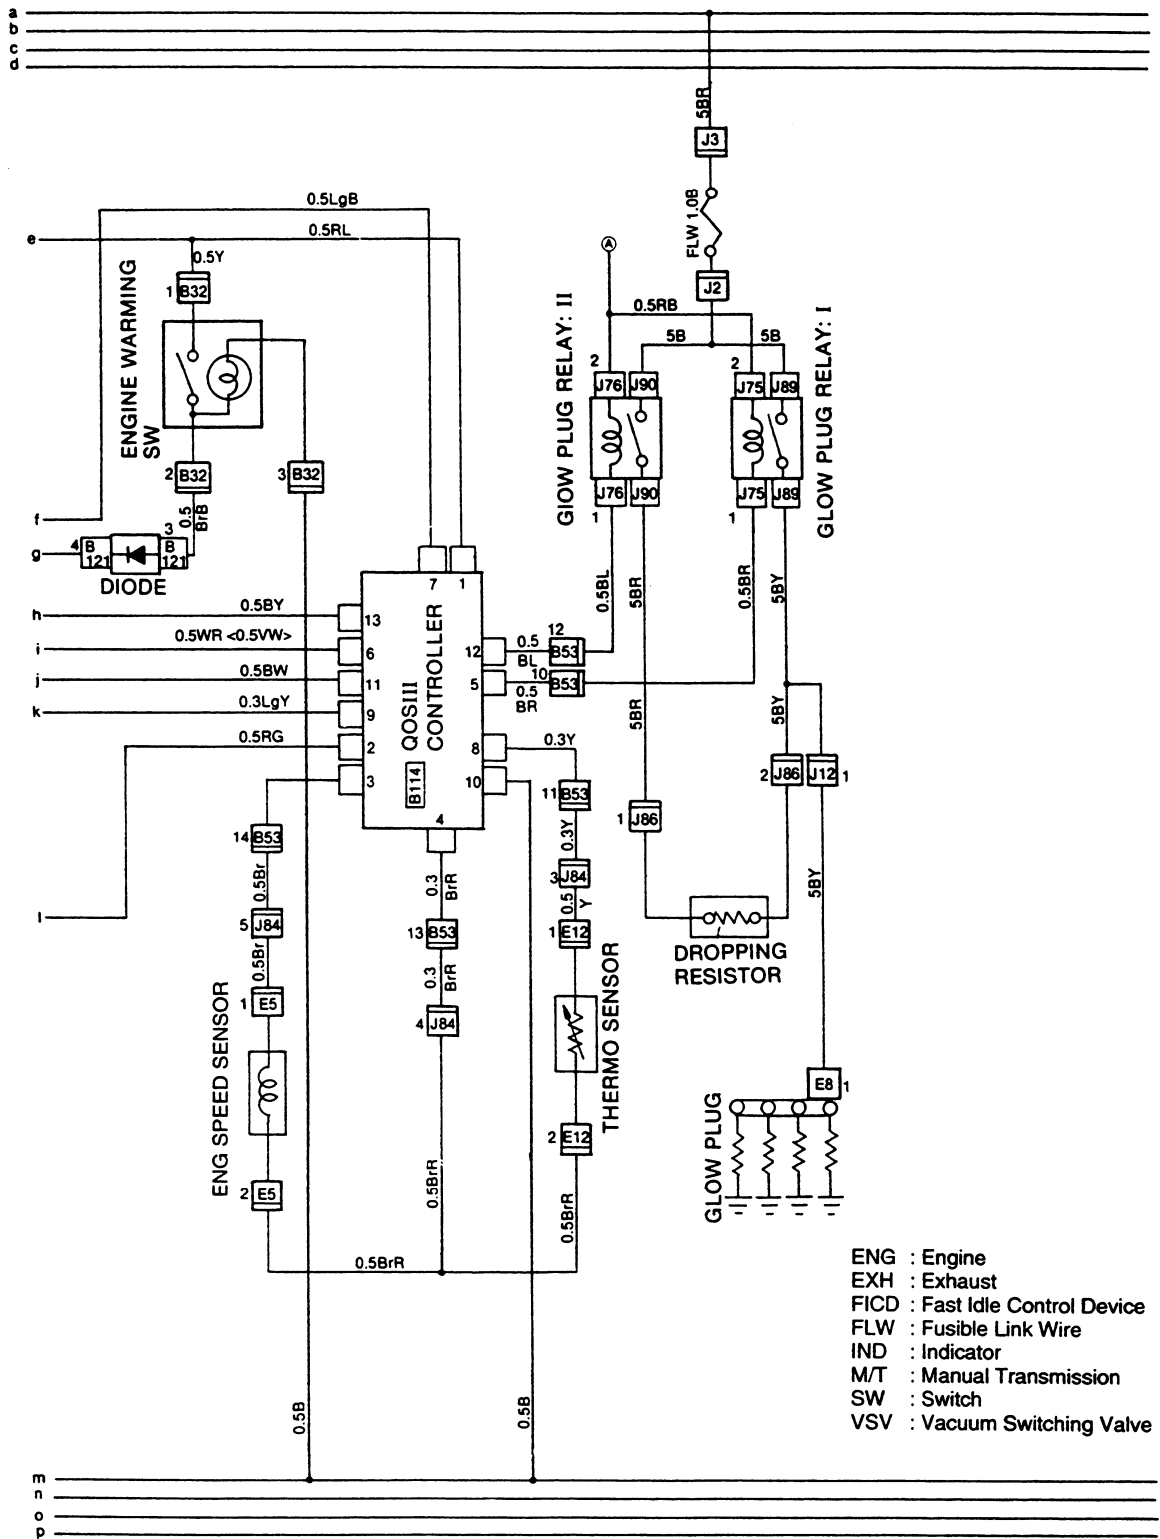 a
b
c
d
5BR
J3
FLW 1.0B
J2
0.5LgB
0.5RL
e
0.5Y
1 B32
ENGINE WARMING
SW
2 B32
3 B32
0.5
BrB
f
g
4 B
121
3
B
121
DIODE
A
0.5RB
5B
5B
GIOW PLUG RELAY: II
2
J76
J90
J76
J90
1
GLOW PLUG RELAY: I
2
J75
J89
J75
J89
1
0.5BL
5BR
0.5BR
5BY
h
0.5BY
i
0.5WR <0.5VW>
j
0.5BW
k
0.3LgY
0.5RG
l
7
1
13
6
11
9
2
3
12
5
8
10
4
QOSIII
CONTROLLER
B114
0.5
BL
12
B53
10
B53
0.5
BR
0.3Y
11 B53
0.3Y
3 J84
0.5
Y
1 E12
THERMO SENSOR
2 E12
0.5BrR
14 B53
0.5Br
5 J84
0.5Br
1 E5
ENG SPEED SENSOR
2 E5
0.3
BrR
13 B53
0.3
BrR
4 J84
0.5BrR
0.5BrR
5BR
1 J86
5BY
2 J86
J12 1
DROPPING
RESISTOR
5BY
E8 1
GLOW PLUG
0.5B
0.5B
ENG : Engine
EXH : Exhaust
FICD : Fast Idle Control Device
FLW : Fusible Link Wire
IND : Indicator
M/T : Manual Transmission
SW : Switch
VSV : Vacuum Switching Valve
m
n
o
p